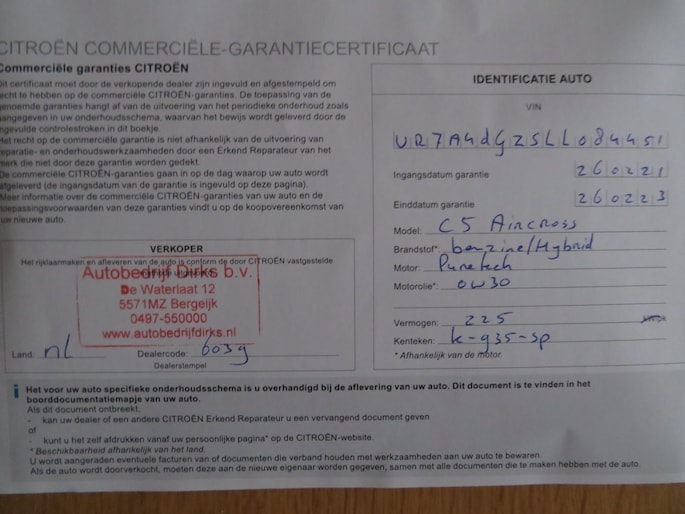 CITROËN COMMERCIËLE-GARANTIECERTIFICAAT
Commerciële garanties CITROËN
Dit certificaat moet door de verkopende dealer zijn ingevuld en afgestempeld om
recht te hebben op de commerciële CITROËN-garanties. De toepassing van de
genoemde garanties hangt af van de uitvoering van het periodieke onderhoud zoals
aangegeven in uw onderhoudsschema, waarvan het bewijs wordt geleverd door de
ingevulde controlestroken in dit boekje.
Het recht op de commerciële garantie is niet afhankelijk van de uitvoering van
reparatie- en onderhoudswerkzaamheden door een Erkend Reparateur van het
merk die niet door deze garantie worden gedekt.
De commerciële CITROËN-garanties gaan in op de dag waarop uw auto wordt
afgeleverd (de ingangsdatum van de garantie is ingevuld op deze pagina).
Meer informatie over de commerciële CITROËN-garanties van uw auto en de
toepassingsvoorwaarden van deze garanties vindt u op de koopovereenkomst van
uw nieuwe auto.
VERKOPER
Het rijklaarmaken en afleveren van de auto is conform de door CITROËN vastgestelde
Autobedrijf Dirks b.v.
De Waterlaat 12
5571MZ Bergeijk
0497-550000
www.autobedrijfdirks.nl
Land: nl Dealercode: 603g
Dealerstempel
IDENTIFICATIE AUTO
VIN
VR7A4dGZSLL084451
Ingangsdatum garantie 260221
Einddatum garantie 260223
Model: C5 Aircross
Brandstof*: benzine/Hybrid
Motor: Puretech
Motorolie*: 0W30
Vermogen: 225
Kenteken: K-935-sp
* Afhankelijk van de motor.
i Het voor uw auto specifieke onderhoudsschema is u overhandigd bij de aflevering van uw auto. Dit document is te vinden in het
boorddocumentatiemapje van uw auto.
Als dit document ontbreekt,
- kan uw dealer of een andere CITROËN Erkend Reparateur u een vervangend document geven
of
- kunt u het zelf afdrukken vanaf uw persoonlijke pagina* op de CITROËN-website.
* Beschikbaarheid afhankelijk van het land.
U wordt aangeraden eventuele facturen van of documenten die verband houden met werkzaamheden aan uw auto te bewaren.
Als de auto wordt doorverkocht, moeten deze aan de nieuwe eigenaar worden gegeven, samen met alle documenten die te maken hebben met de auto.